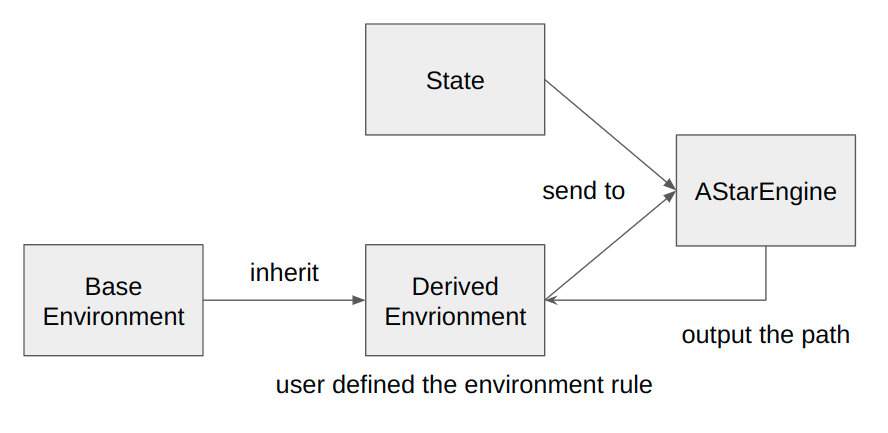 State
AStarEngine
send to
Base
Environment
inherit
Derived
Envrionment
output the path
user defined the environment rule